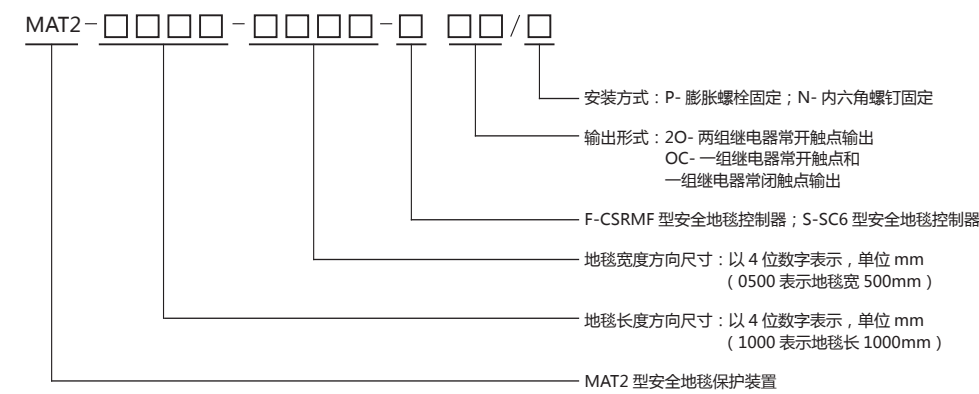 MAT2-□□□□-□□□□-□ □□/□
安装方式：P- 膨胀螺栓固定；N- 内六角螺钉固定
输出形式：2O- 两组继电器常开触点输出
OC- 一组继电器常开触点和
一组继电器常闭触点输出
F-CSRMF 型安全地毯控制器；S-SC6 型安全地毯控制器
地毯宽度方向尺寸：以 4 位数字表示，单位 mm
（0500 表示地毯宽 500mm）
地毯长度方向尺寸：以 4 位数字表示，单位 mm
（1000 表示地毯长 1000mm）
MAT2 型安全地毯保护装置